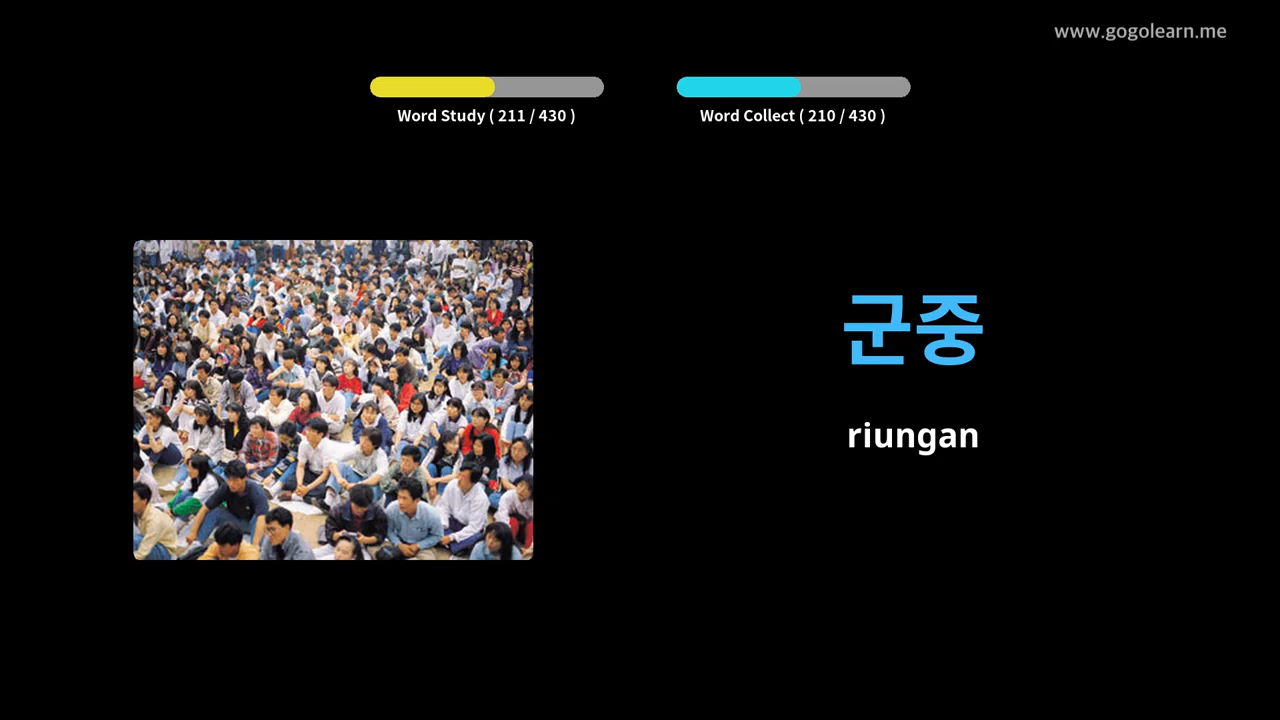 www.gogolearn.me
Word Study ( 211 / 430 )
Word Collect ( 210 / 430 )
군중
riungan